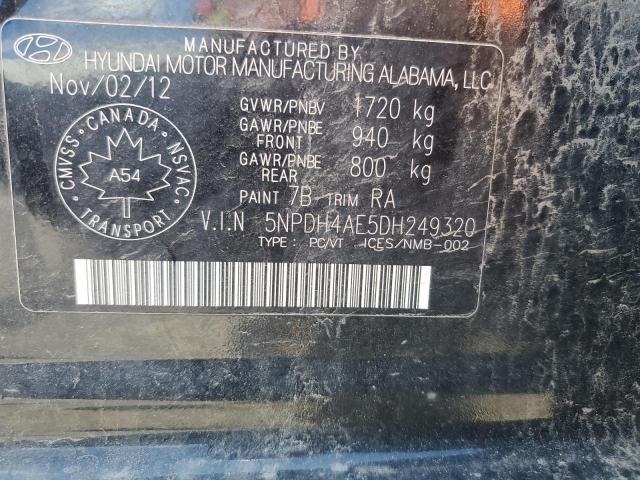 MANUFACTURED BY
HYUNDAI MOTOR MANUFACTURING ALABAMA, LLC
Nov/02/12
GVWR/PNBV 1720 kg
GAWR/PNBE FRONT 940 kg
GAWR/PNBE REAR 800 kg
PAINT 7B TRIM RA
V.I.N 5NPDH4AE5DH249320
TYPE : PC/VT ICES/NMB-002
CMVSS • CANADA • NSVAC • TRANSPORT •
A54